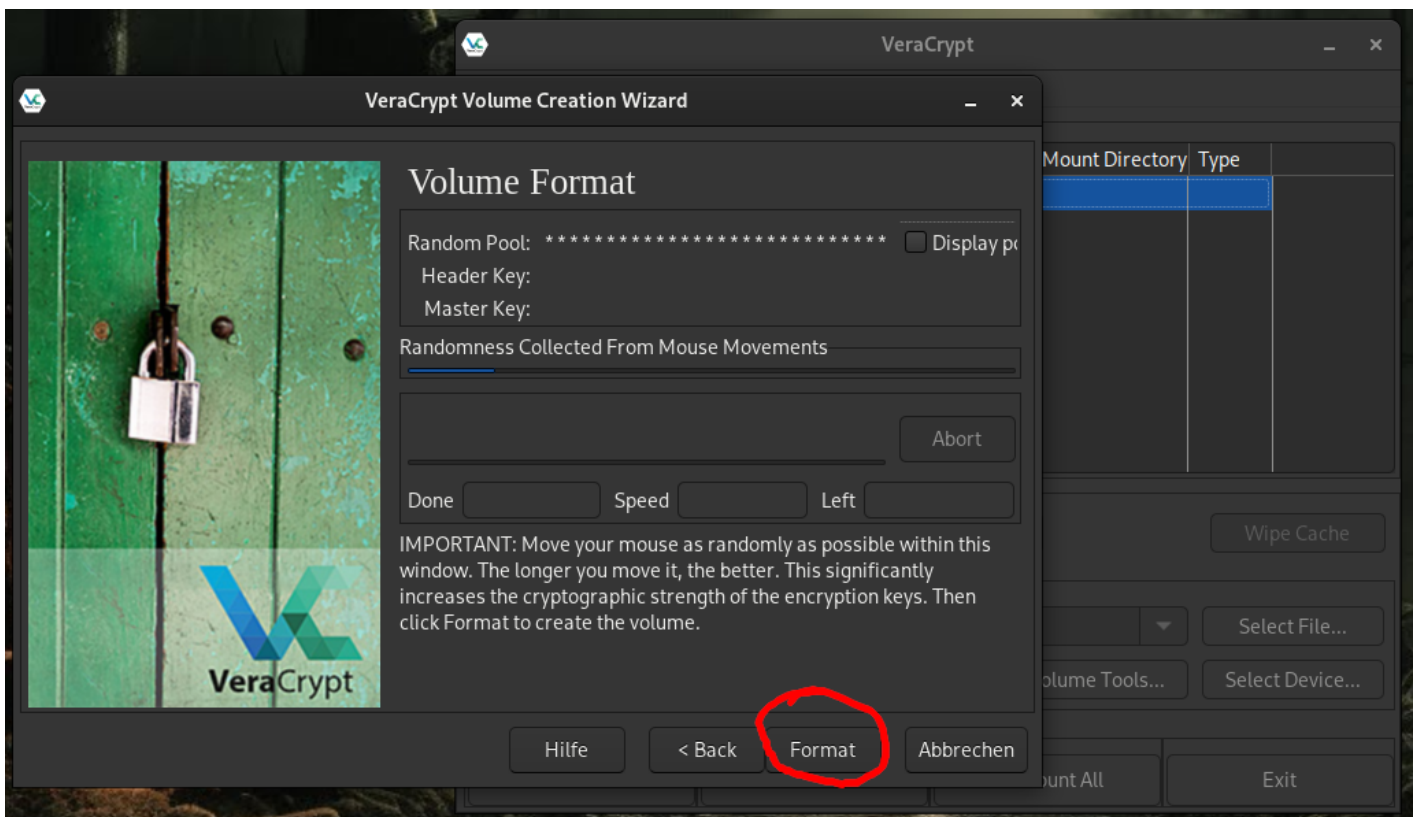 VeraCrypt
VeraCrypt Volume Creation Wizard
Mount Directory Type
Volume Format
Random Pool: * * * * * * * * * * * * * * * * * * * * * * * * * * * *
Display po
Header Key:
Master Key:
Randomness Collected From Mouse Movements
Abort
Done Speed Left
IMPORTANT: Move your mouse as randomly as possible within this
window. The longer you move it, the better. This significantly
increases the cryptographic strength of the encryption keys. Then
click Format to create the volume.
VeraCrypt
Hilfe < Back Format Abbrechen
Wipe Cache
Select File...
olume Tools... Select Device...
ount All Exit